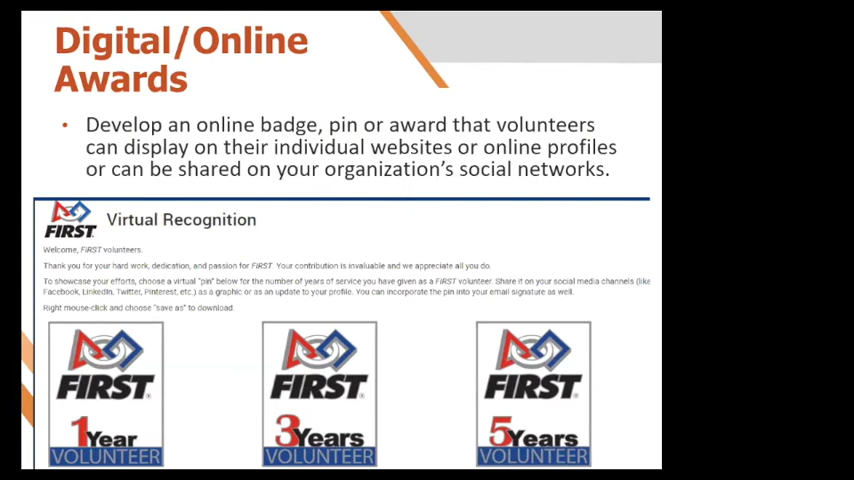 Digital/Online
Awards
• Develop an online badge, pin or award that volunteers
can display on their individual websites or online profiles
or can be shared on your organization's social networks.
FIRST Virtual Recognition
Welcome, FIRST volunteers.
Thank you for your hard work, dedication, and passion for FIRST. Your contribution is invaluable and we appreciate all you do.
To showcase your efforts, choose a virtual "pin" below for the number of years of service you have given as a FIRST volunteer. Share it on your social media channels (like
Facebook, LinkedIn, Twitter, Pinterest, etc.) as a graphic or as an update to your profile. You can incorporate the pin into your email signature as well.
Right mouse-click and choose "save as" to download.
FIRST® FIRST® FIRST®
1Year 3Years 5Years
VOLUNTEER VOLUNTEER VOLUNTEER